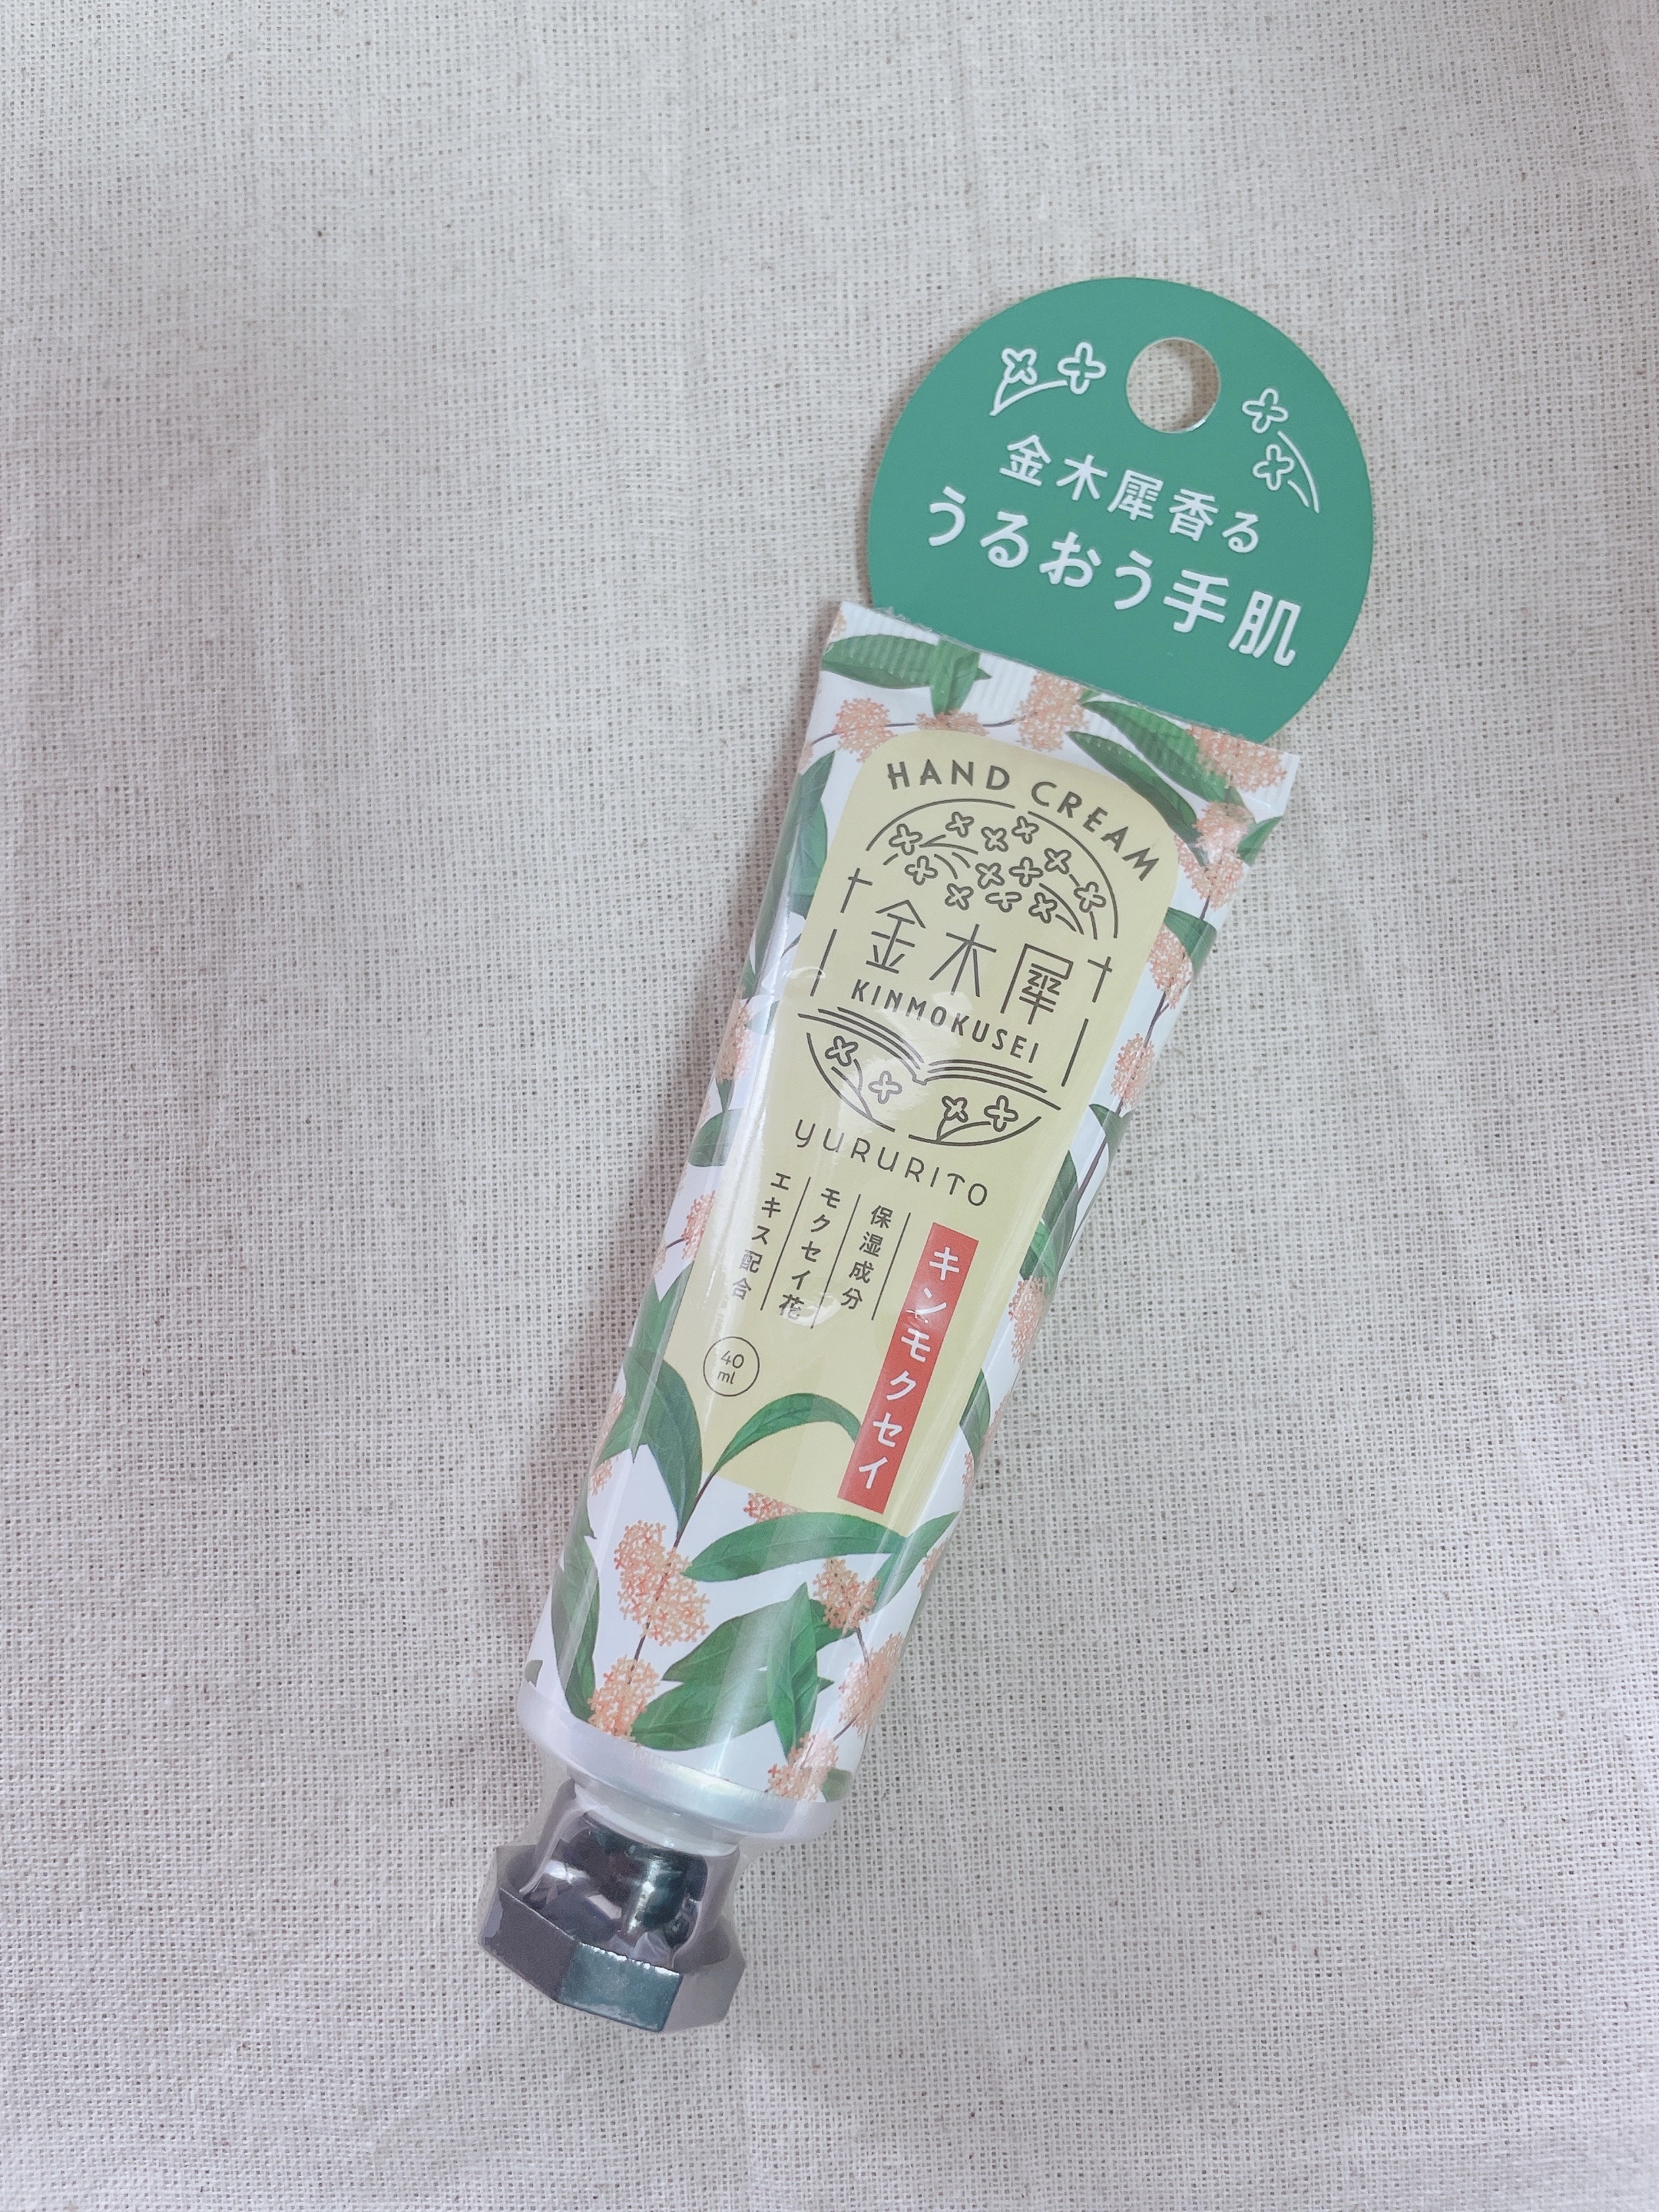 金木犀香る
うるおう手肌
HAND CREAM
金木犀
KINMOKUSEI
YURURITO
キンモクセイ
保湿成分
モクセイ花
エキス配合
40
ml